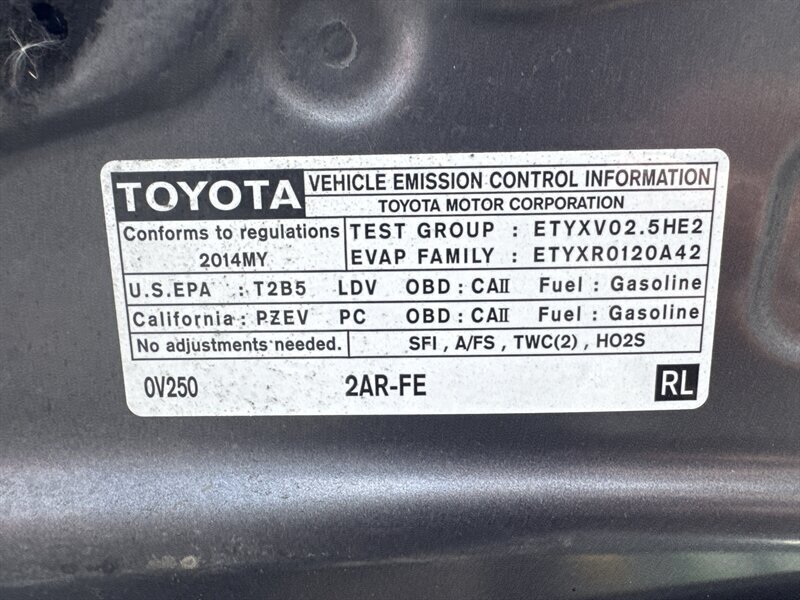 TOYOTA VEHICLE EMISSION CONTROL INFORMATION
TOYOTA MOTOR CORPORATION
Conforms to regulations
2014MY
TEST GROUP : ETYXV02.5HE2
EVAP FAMILY : ETYXR0120A42
U.S.EPA : T2B5 LDV OBD : CAII Fuel : Gasoline
California : PZEV PC OBD : CAII Fuel : Gasoline
No adjustments needed. SFI , A/FS , TWC(2) , HO2S
0V250 2AR-FE RL